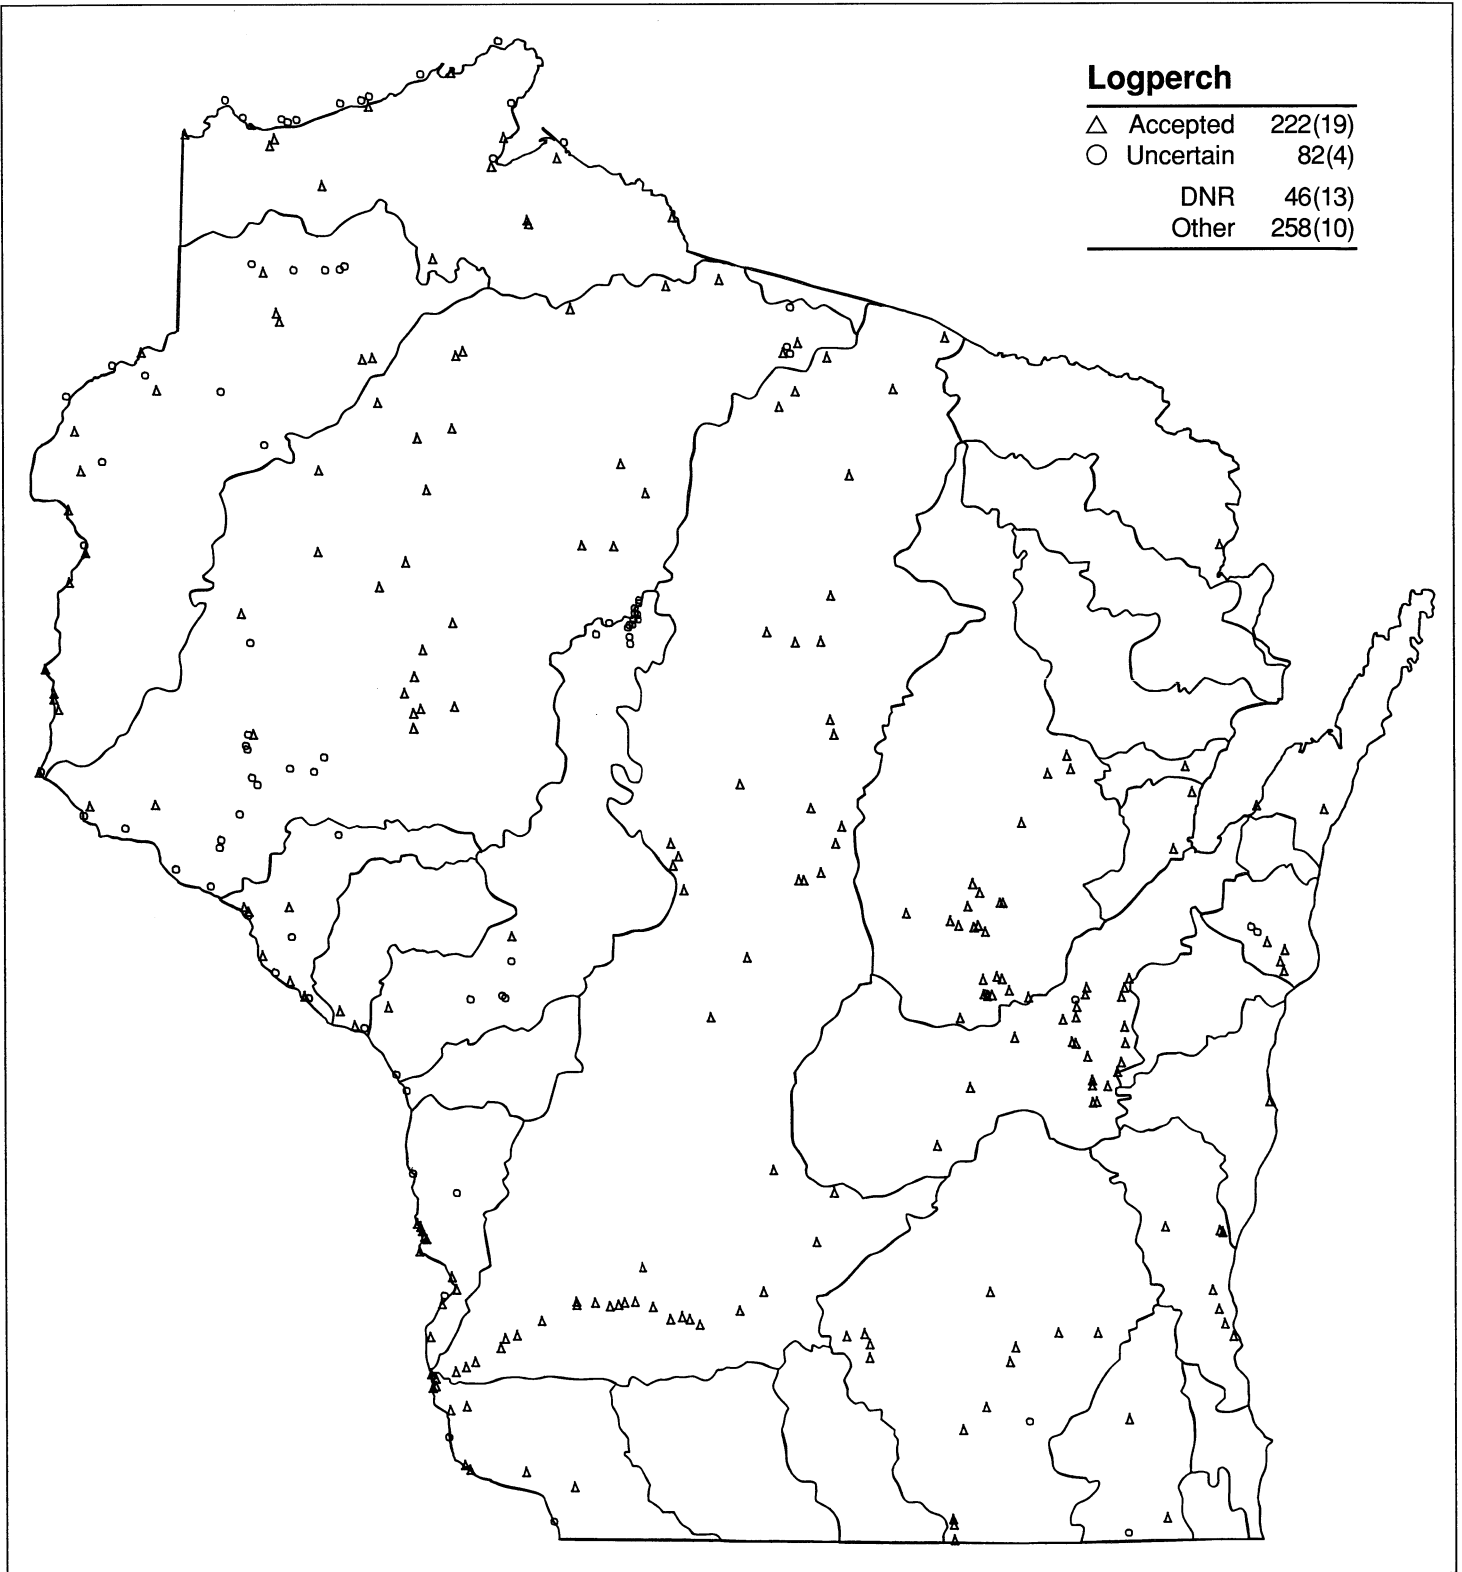 Logperch
△ Accepted 222(19)
○ Uncertain 82(4)
DNR 46(13)
Other 258(10)